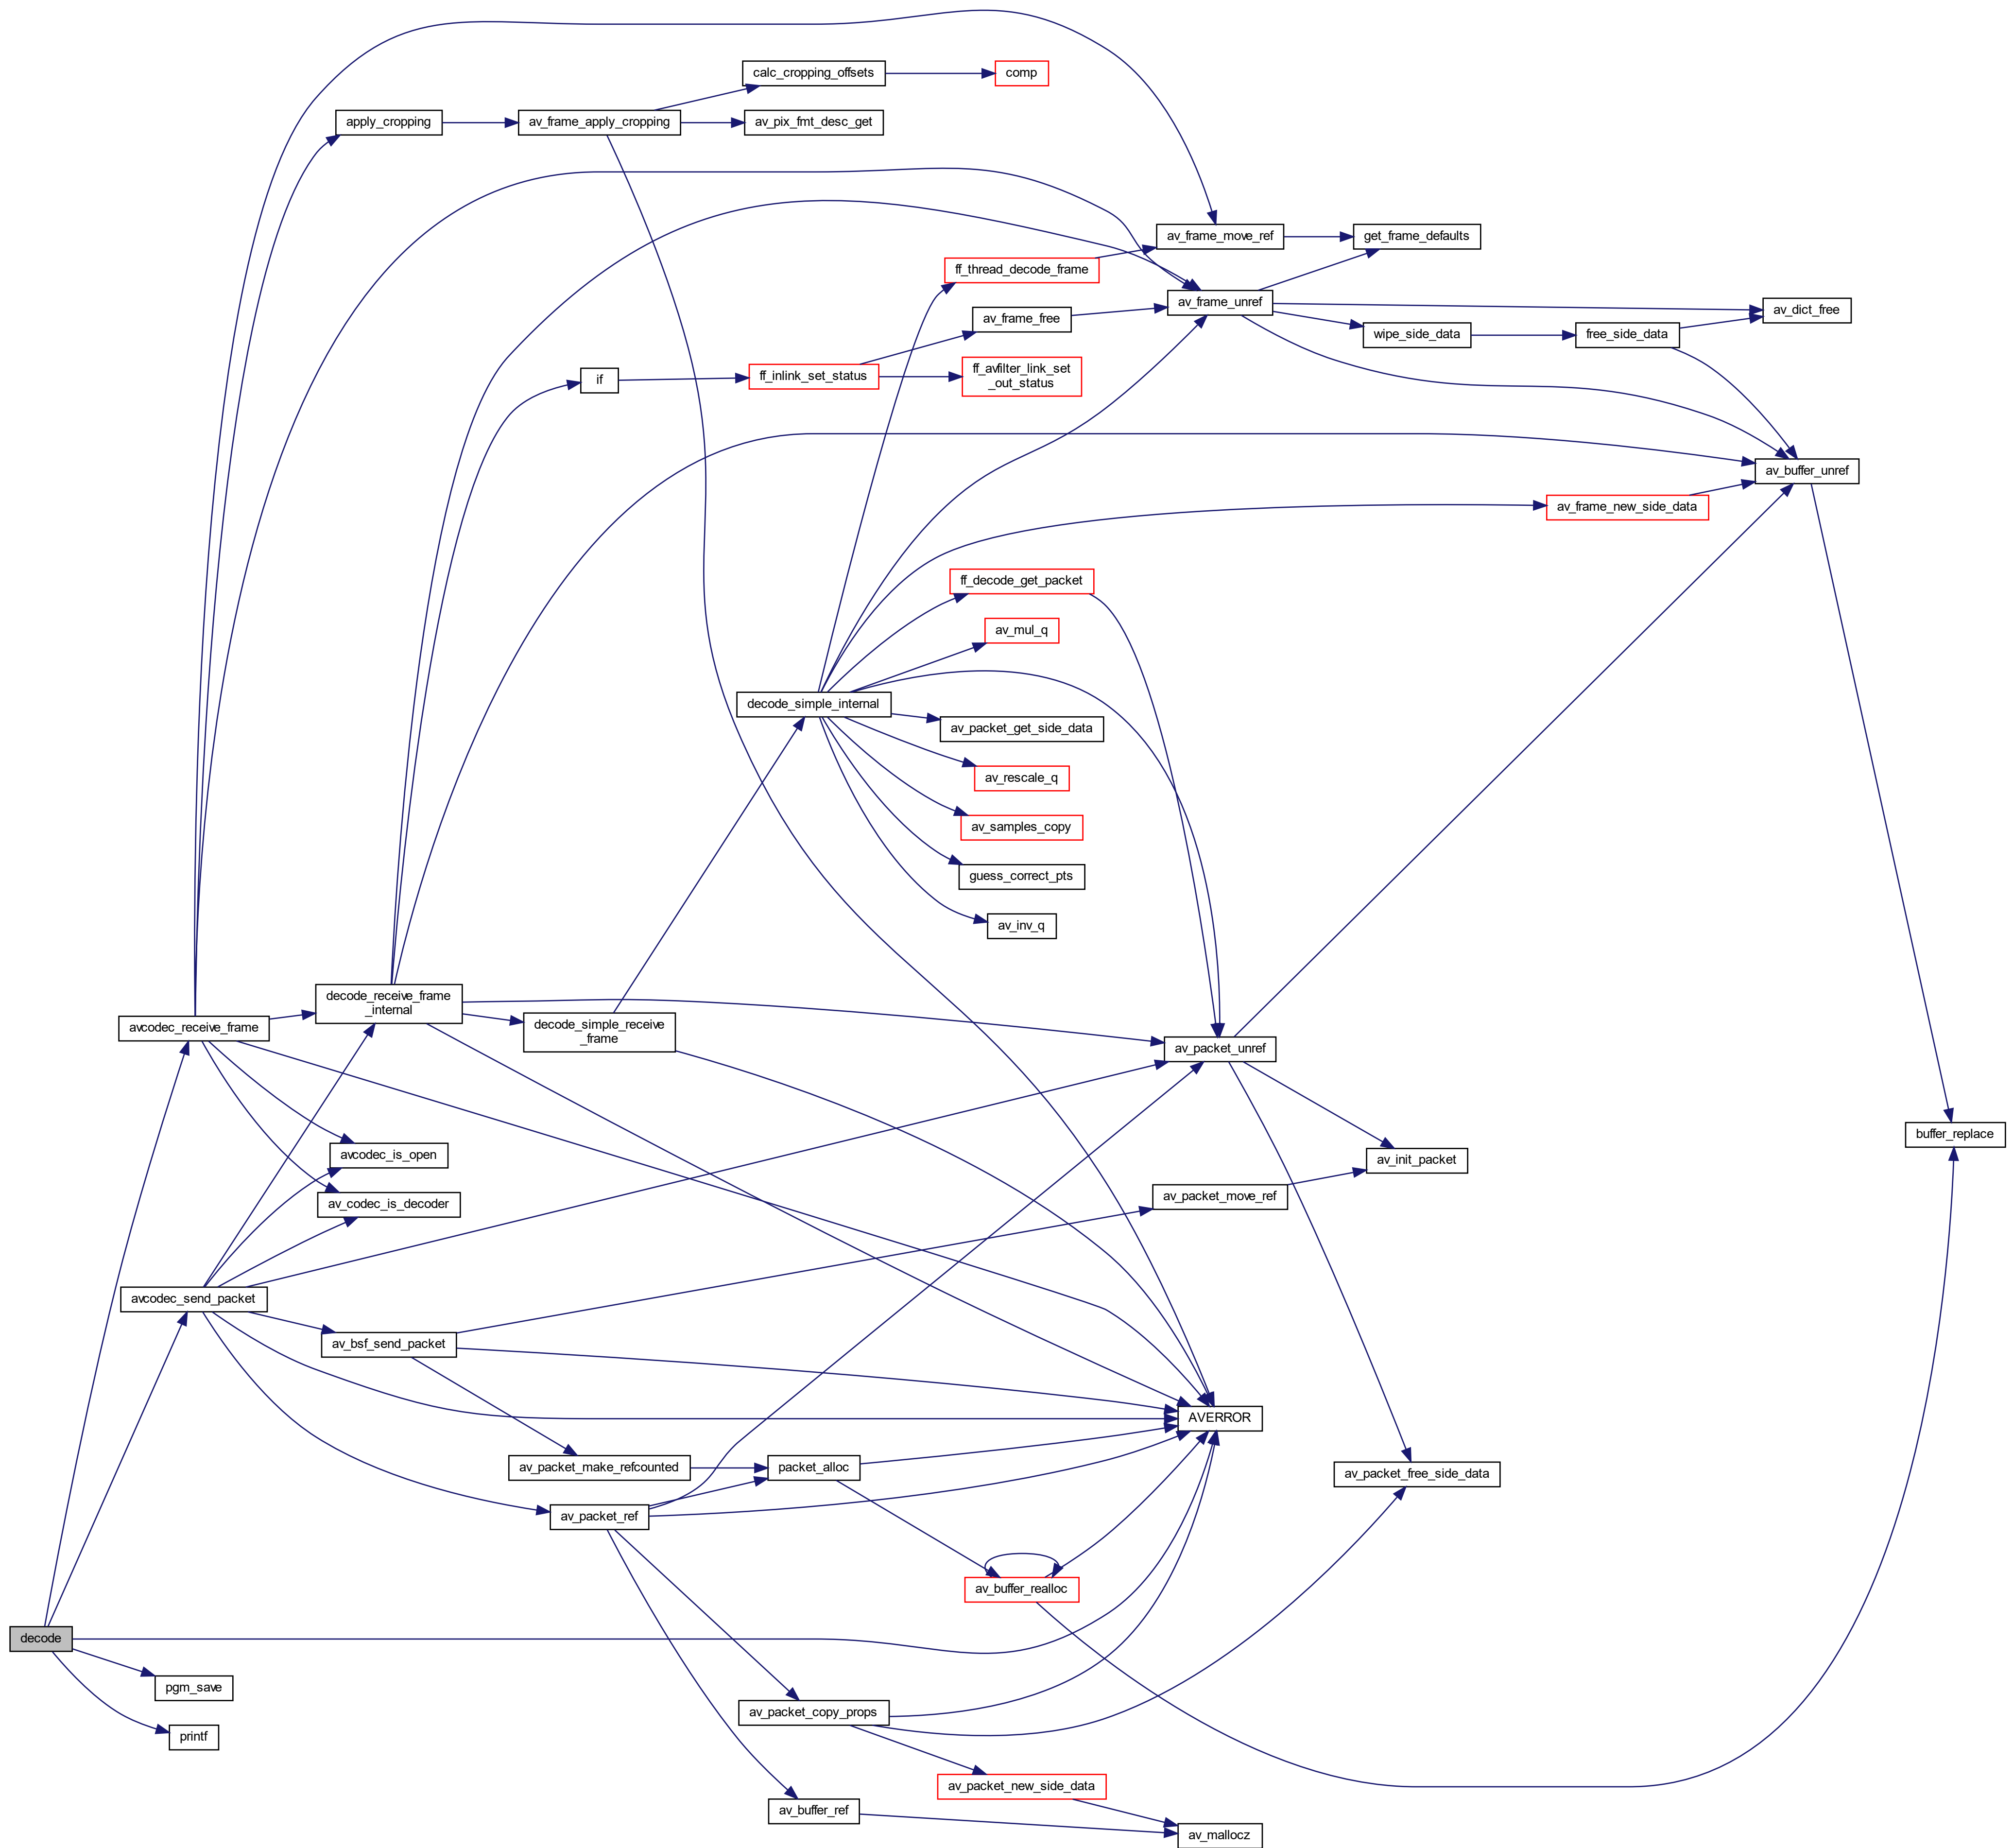 calc_cropping_offsets
comp
apply_cropping
av_frame_apply_cropping
av_pix_fmt_desc_get
av_frame_move_ref
get_frame_defaults
ff_thread_decode_frame
av_frame_unref
av_dict_free
av_frame_free
wipe_side_data
free_side_data
if
ff_inlink_set_status
ff_avfilter_link_set
_out_status
av_buffer_unref
av_frame_new_side_data
ff_decode_get_packet
av_mul_q
decode_simple_internal
av_packet_get_side_data
av_rescale_q
av_samples_copy
guess_correct_pts
av_inv_q
decode_receive_frame
_internal
avcodec_receive_frame
decode_simple_receive
_frame
av_packet_unref
buffer_replace
avcodec_is_open
av_init_packet
av_codec_is_decoder
av_packet_move_ref
avcodec_send_packet
av_bsf_send_packet
AVERROR
av_packet_make_refcounted
packet_alloc
av_packet_free_side_data
av_packet_ref
av_buffer_realloc
decode
pgm_save
av_packet_copy_props
printf
av_packet_new_side_data
av_buffer_ref
av_mallocz